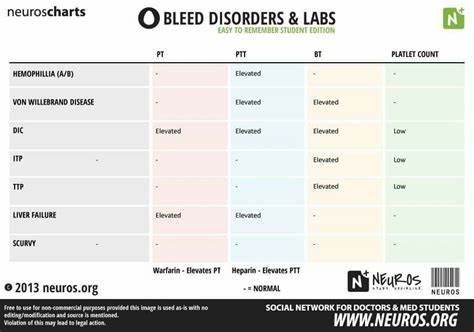 neuroscharts
BLEED DISORDERS & LABS
EASY TO REMEMBER STUDENT EDITION
N+
PT PTT BT PLATLET COUNT
HEMOPHILLIA (A/B) - Elevated - -
VON WILLEBRAND DISEASE - Elevated Elevated -
DIC Elevated Elevated Elevated Low
ITP - - - Elevated Low
TTP - - Elevated Low
LIVER FAILURE Elevated Elevated - -
SCURVY - - - Elevated -
Warfarin - Elevates PT Heparin - Elevates PTT - = NORMAL
© 2013 neuros.org
N+ NEUROS
NEUROS
Free to use for non-commercial purposes provided this image is used as-is with no
editing/modification and source is mentioned.
Violation of this may lead to legal action.
SOCIAL NETWORK FOR DOCTORS & MED STUDENTS
WWW.NEUROS.ORG